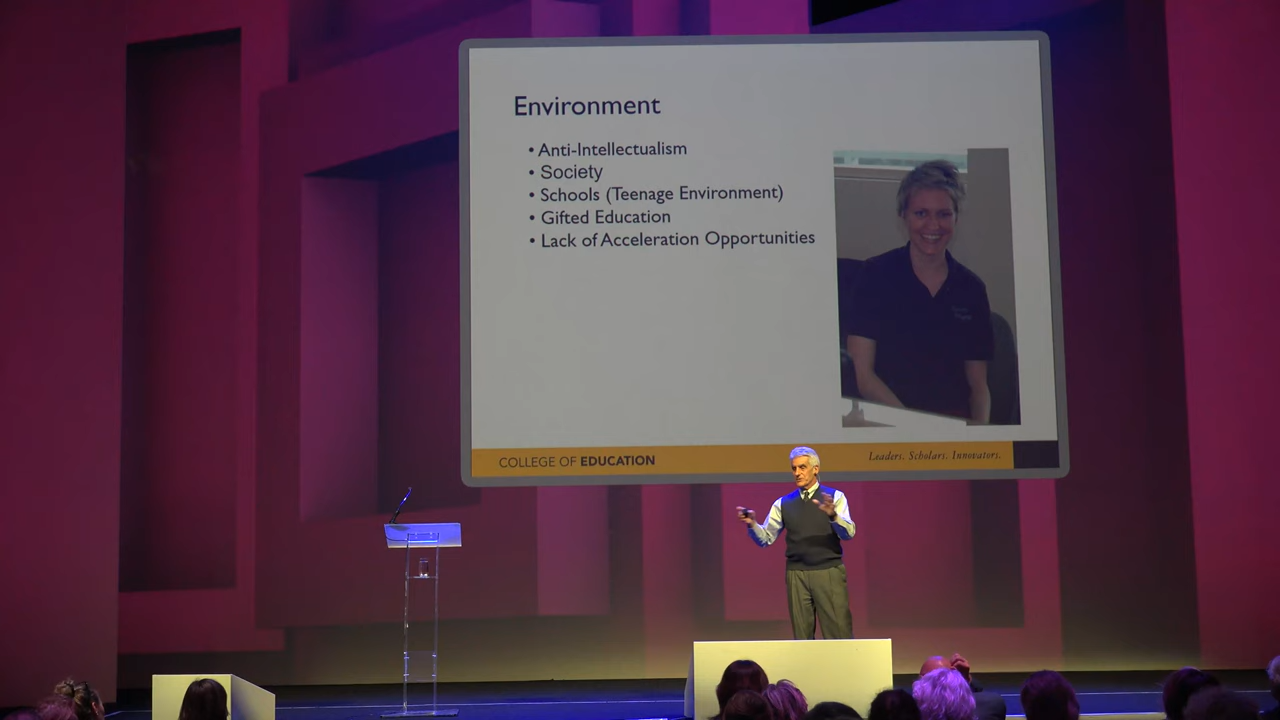 Environment
• Anti-Intellectualism
• Society
• Schools (Teenage Environment)
• Gifted Education
• Lack of Acceleration Opportunities
COLLEGE OF EDUCATION
Leaders. Scholars. Innovators.